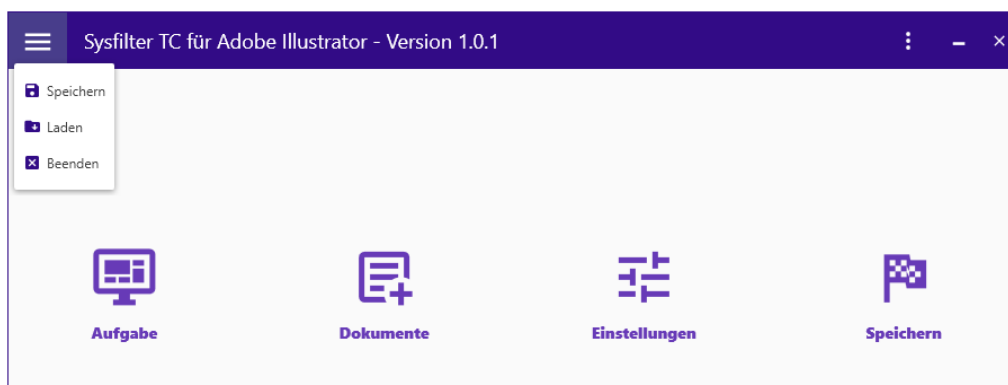 Sysfilter TC für Adobe Illustrator - Version 1.0.1
Speichern
Laden
Beenden
Aufgabe
Dokumente
Einstellungen
Speichern